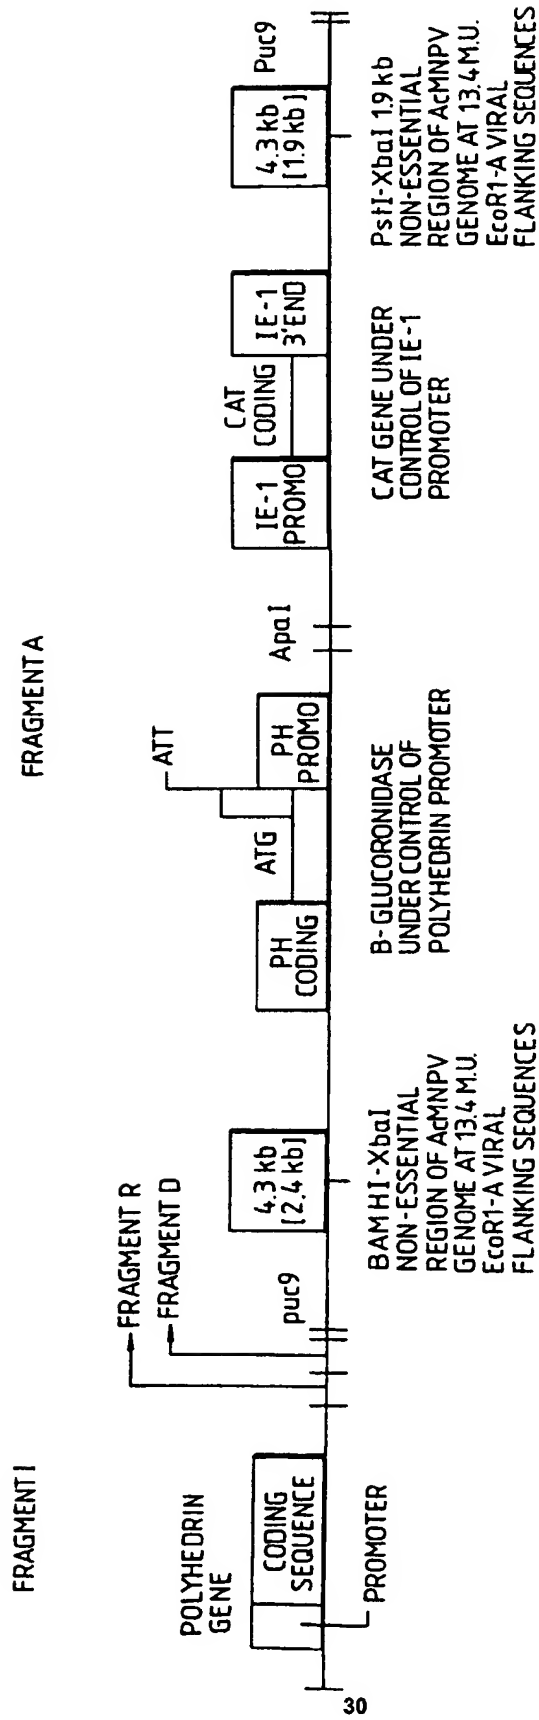 FRAGMENT I
FRAGMENT A
POLYHEDRIN
GENE
CODING
SEQUENCE
PROMOTER
FRAGMENT R
FRAGMENT D
puc9
4.3 kb
[2.4 kb]
BAM HI-XbaI
NON-ESSENTIAL
REGION OF AcMNPV
GENOME AT 13.4 M.U.
EcoR1-A VIRAL
FLANKING SEQUENCES
PH
CODING
ATG
ATT
PH
PROMO
B-GLUCORONIDASE
UNDER CONTROL OF
POLYHEDRIN PROMOTER
ApaI
IE-1
PROMO
CAT
CODING
IE-1
3'END
CAT GENE UNDER
CONTROL OF IE-1
PROMOTER
4.3 kb
[1.9 kb]
Puc9
PstI-XbaI 1.9 kb
NON-ESSENTIAL
REGION OF AcMNPV
GENOME AT 13.4 M.U.
EcoR1-A VIRAL
FLANKING SEQUENCES
30